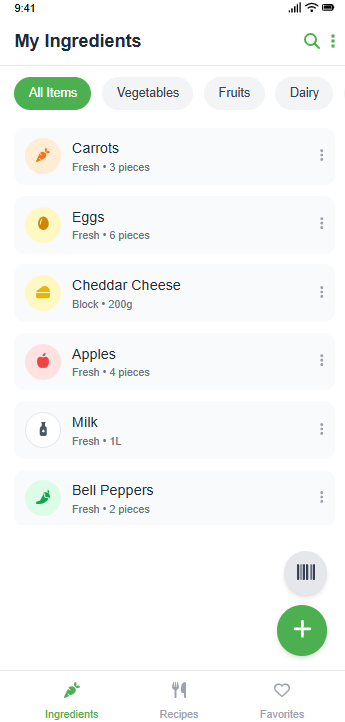 9:41
My Ingredients
All Items
Vegetables
Fruits
Dairy
Carrots
Fresh • 3 pieces
Eggs
Fresh • 6 pieces
Cheddar Cheese
Block • 200g
Apples
Fresh • 4 pieces
Milk
Fresh • 1L
Bell Peppers
Fresh • 2 pieces
Ingredients
Recipes
Favorites